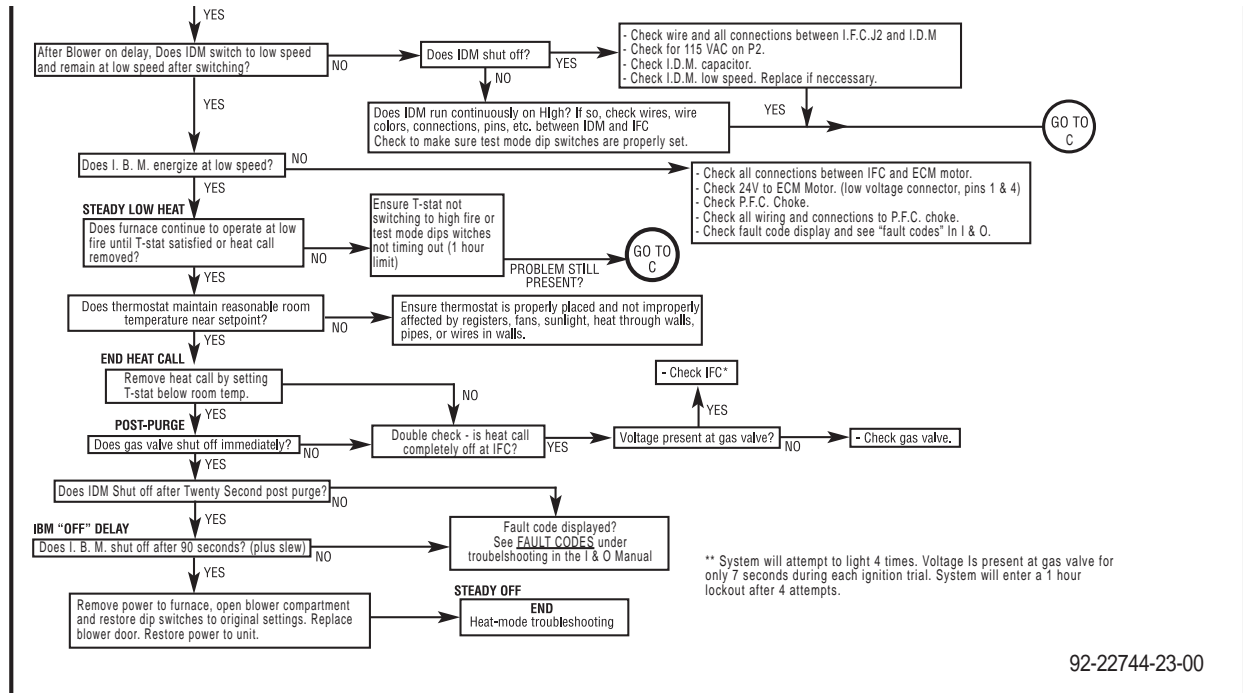 YES
After Blower on delay, Does IDM switch to low speed
and remain at low speed after switching?
NO
Does IDM shut off?
YES
- Check wire and all connections between I.F.C.J2 and I.D.M
- Check for 115 VAC on P2.
- Check I.D.M. capacitor.
- Check I.D.M. low speed. Replace if neccessary.
NO
YES
Does IDM run continuously on HIgh? If so, check wires, wire
colors, connections, pins, etc. between IDM and IFC
Check to make sure test mode dip switches are properly set.
YES
GO TO
C
Does I. B. M. energize at low speed?
NO
- Check all connections between IFC and ECM motor.
- Check 24V to ECM Motor. (low voltage connector, pins 1 & 4)
- Check P.F.C. Choke.
- Check all wiring and connections to P.F.C. choke.
- Check fault code display and see “fault codes” In I & O.
YES
STEADY LOW HEAT
Does furnace continue to operate at low
fire until T-stat satisfied or heat call
removed?
NO
Ensure T-stat not
switching to high fire or
test mode dips witches
not timing out (1 hour
limit)
PROBLEM STILL
PRESENT?
GO TO
C
YES
Does thermostat maintain reasonable room
temperature near setpoint?
NO
Ensure thermostat is properly placed and not improperly
affected by registers, fans, sunlight, heat through walls,
pipes, or wires in walls.
YES
END HEAT CALL
Remove heat call by setting
T-stat below room temp.
NO
- Check IFC*
YES
YES
POST-PURGE
Does gas valve shut off immediately?
NO
Double check - is heat call
completely off at IFC?
YES
Voltage present at gas valve?
NO
- Check gas valve.
YES
Does IDM Shut off after Twenty Second post purge?
NO
YES
IBM “OFF” DELAY
Does I. B. M. shut off after 90 seconds? (plus slew)
NO
Fault code displayed?
See FAULT CODES under
troubelshooting in the I & O Manual
** System will attempt to light 4 times. Voltage Is present at gas valve for
only 7 seconds during each ignition trial. System will enter a 1 hour
lockout after 4 attempts.
YES
Remove power to furnace, open blower compartment
and restore dip switches to original settings. Replace
blower door. Restore power to unit.
STEADY OFF
END
Heat-mode troubleshooting
92-22744-23-00